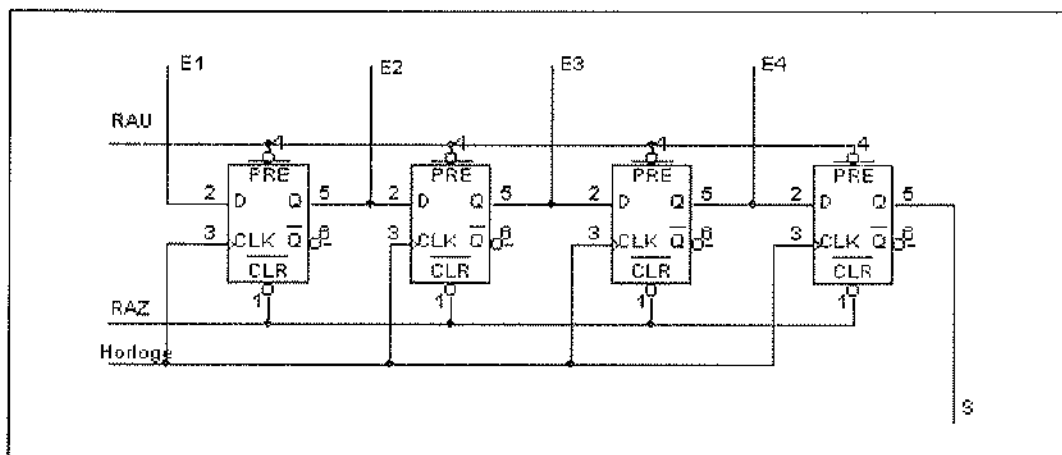 E1 E2 E3 E4
RAU 4 4 4 4
PRE PRE PRE PRE
2 D Q 5 2 D Q 5 2 D Q 5 2 D Q 5
3 CLK Q 6 3 CLK Q 6 3 CLK Q 6 3 CLK Q 6
CLR CLR CLR CLR
RAZ 1 1 1 1
Horloge
S